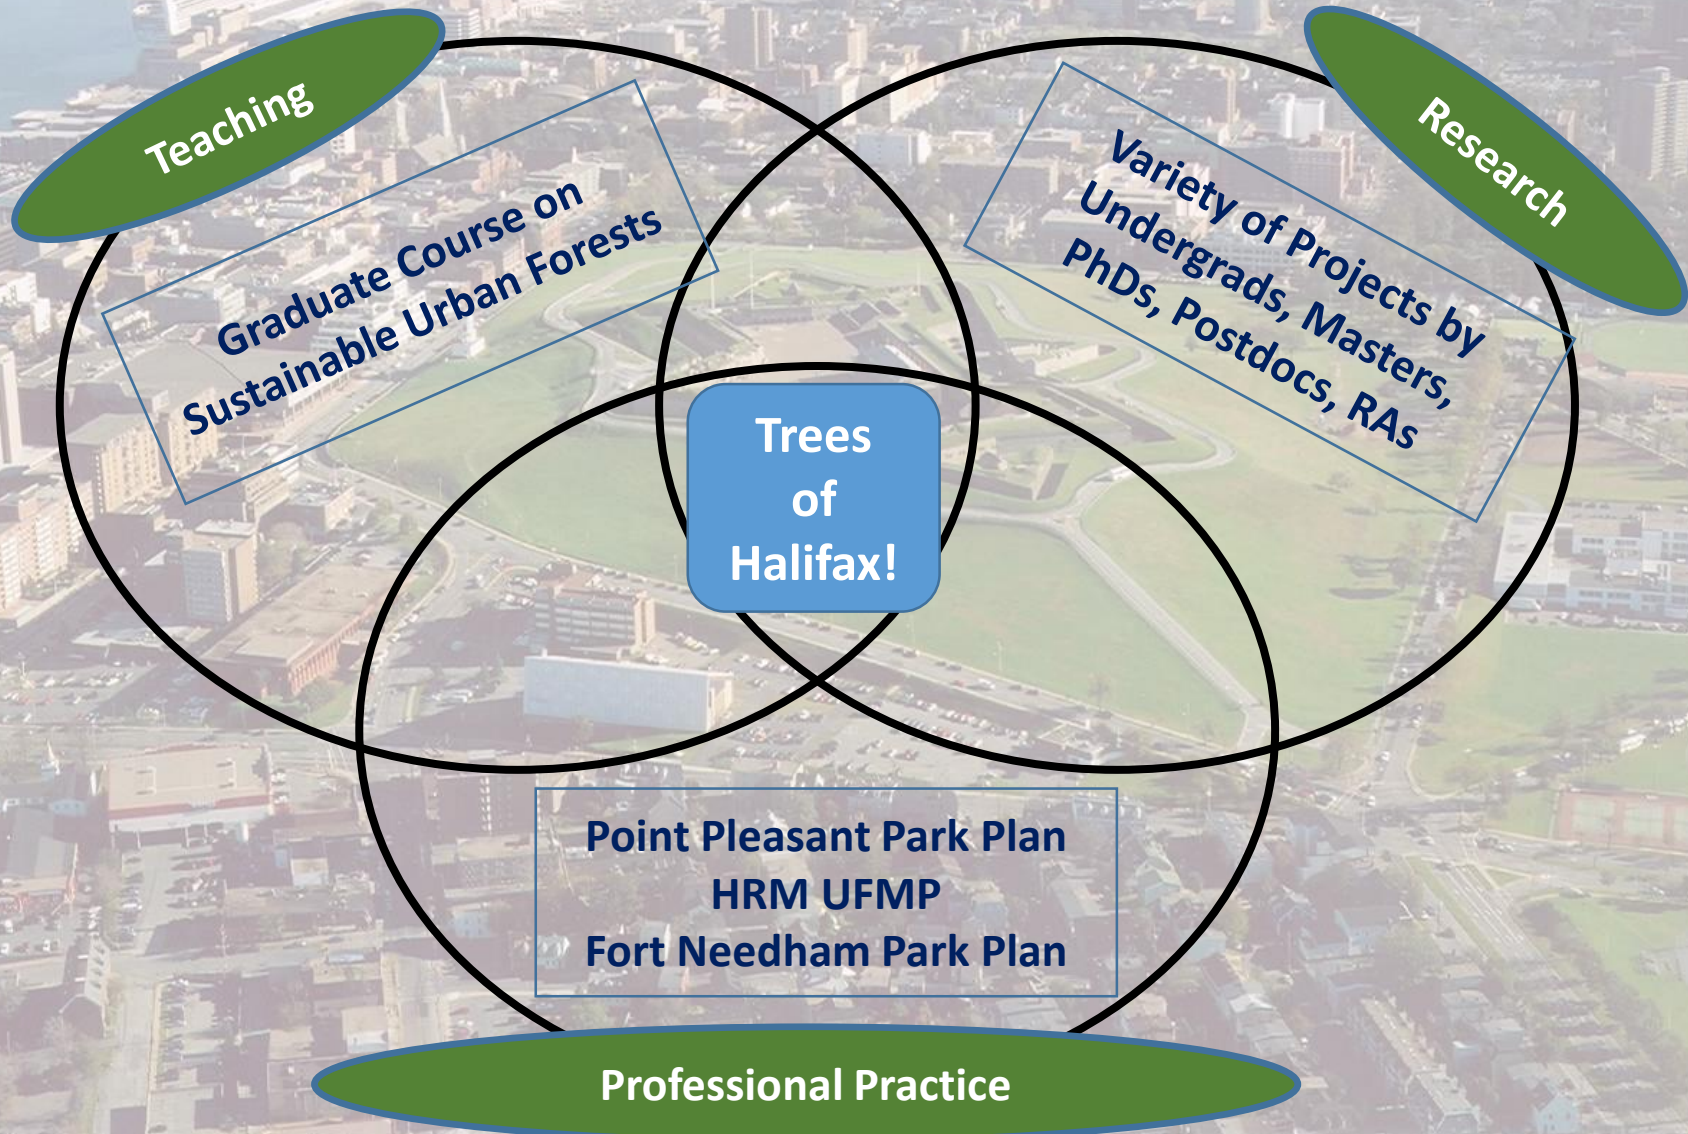 Teaching
Graduate Course on
Sustainable Urban Forests
Research
Variety of Projects by
Undergrads, Masters,
PhDs, Postdocs, RAs
Trees
of
Halifax!
Point Pleasant Park Plan
HRM UFMP
Fort Needham Park Plan
Professional Practice